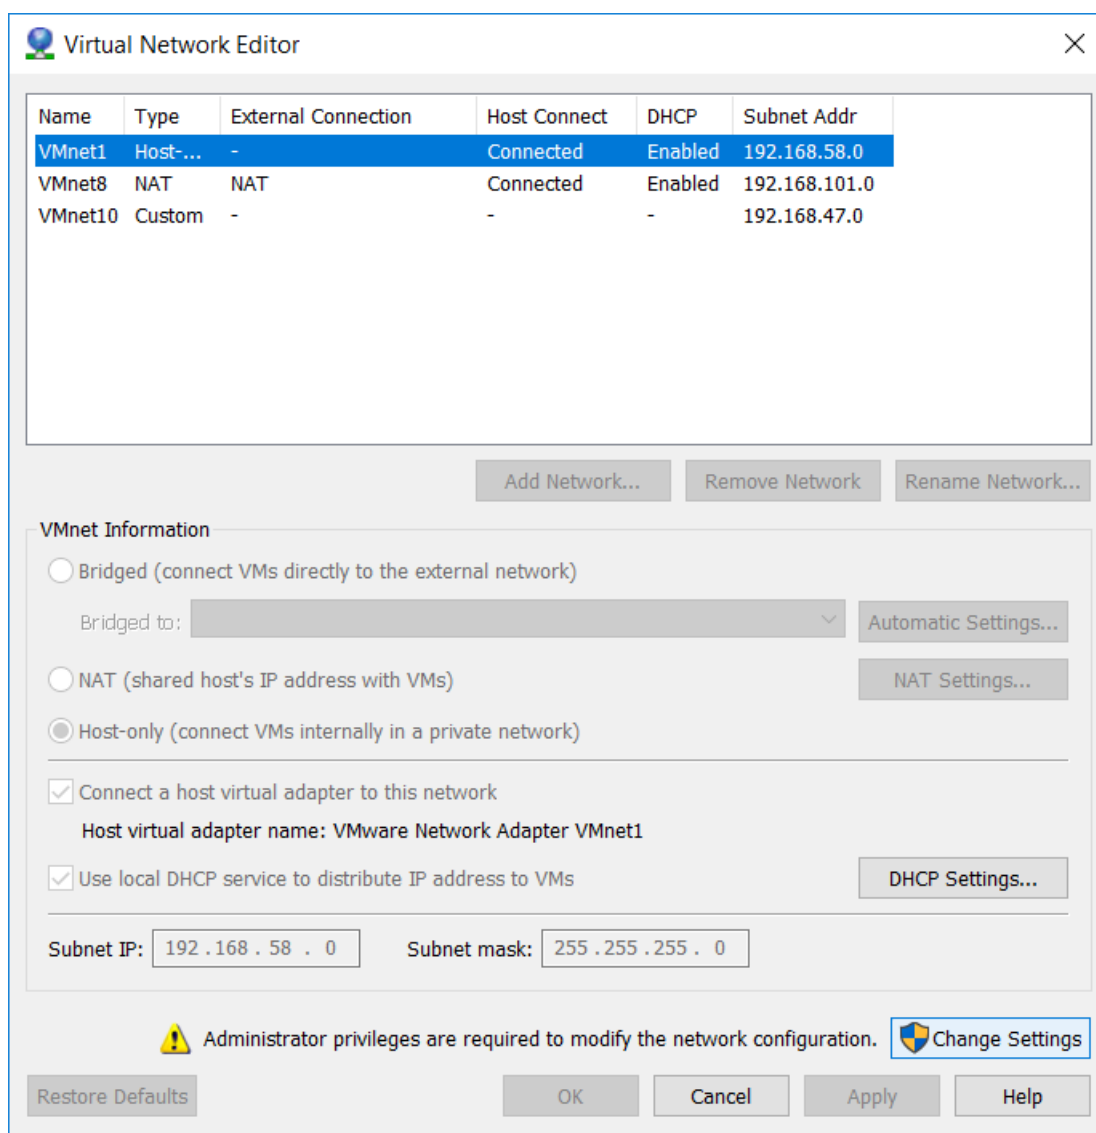 Virtual Network Editor
Name Type External Connection Host Connect DHCP Subnet Addr
VMnet1 Host-... - Connected Enabled 192.168.58.0
VMnet8 NAT NAT Connected Enabled 192.168.101.0
VMnet10 Custom - - - 192.168.47.0
Add Network... Remove Network Rename Network...
VMnet Information
Bridged (connect VMs directly to the external network)
Bridged to: Automatic Settings...
NAT (shared host's IP address with VMs) NAT Settings...
Host-only (connect VMs internally in a private network)
Connect a host virtual adapter to this network
Host virtual adapter name: VMware Network Adapter VMnet1
Use local DHCP service to distribute IP address to VMs DHCP Settings...
Subnet IP: 192 . 168 . 58 . 0 Subnet mask: 255 . 255 . 255 . 0
Administrator privileges are required to modify the network configuration. Change Settings
Restore Defaults OK Cancel Apply Help